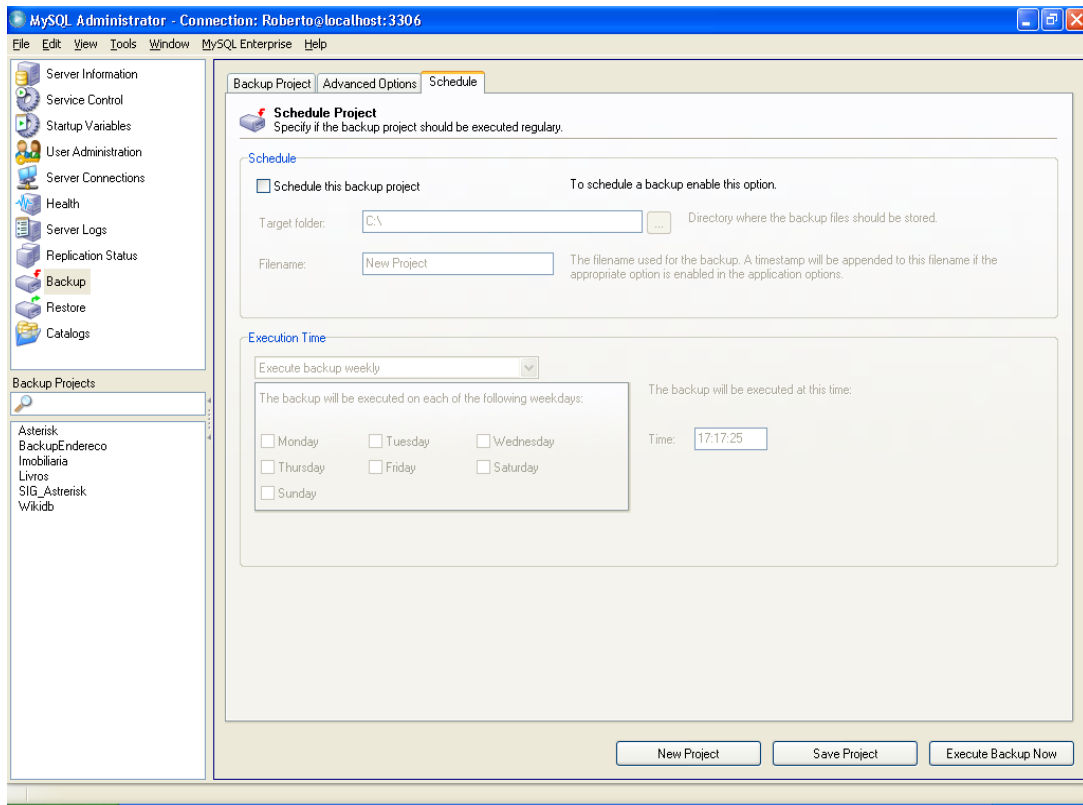 MySQL Administrator - Connection: Roberto@localhost:3306
File Edit View Tools Window MySQL Enterprise Help
Server Information
Service Control
Startup Variables
User Administration
Server Connections
Health
Server Logs
Replication Status
Backup
Restore
Catalogs
Backup Projects
Asterisk
BackupEndereco
Imobiliaria
Livros
SIG_Astrerisk
Wikidb
Backup Project Advanced Options Schedule
Schedule Project
Specify if the backup project should be executed regulary.
Schedule
Schedule this backup project To schedule a backup enable this option.
Target folder: C:\ ... Directory where the backup files should be stored.
Filename: New Project The filename used for the backup. A timestamp will be appended to this filename if the
appropriate option is enabled in the application options.
Execution Time
Execute backup weekly
The backup will be executed on each of the following weekdays:
Monday Tuesday Wednesday
Thursday Friday Saturday
Sunday
The backup will be executed at this time:
Time: 17:17:25
New Project Save Project Execute Backup Now